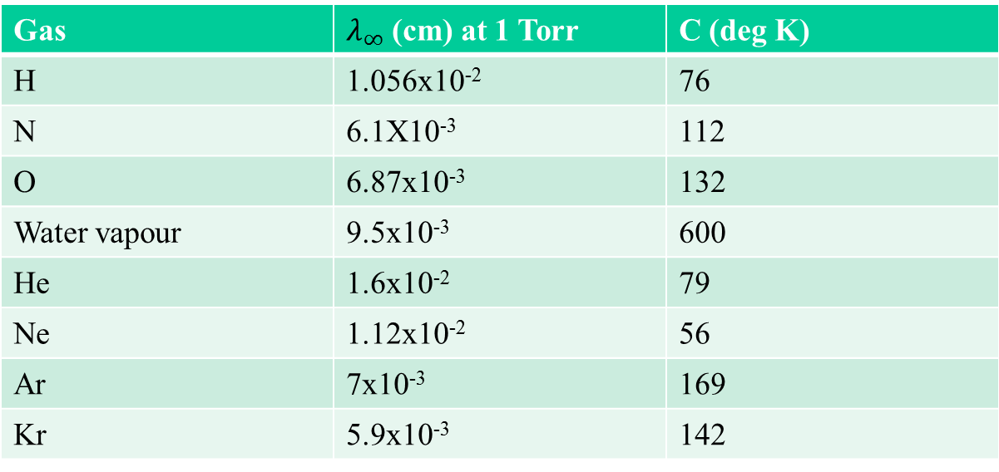 Gas λ∞ (cm) at 1 Torr C (deg K)
H 1.056x10⁻² 76
N 6.1X10⁻³ 112
O 6.87x10⁻³ 132
Water vapour 9.5x10⁻³ 600
He 1.6x10⁻² 79
Ne 1.12x10⁻² 56
Ar 7x10⁻³ 169
Kr 5.9x10⁻³ 142